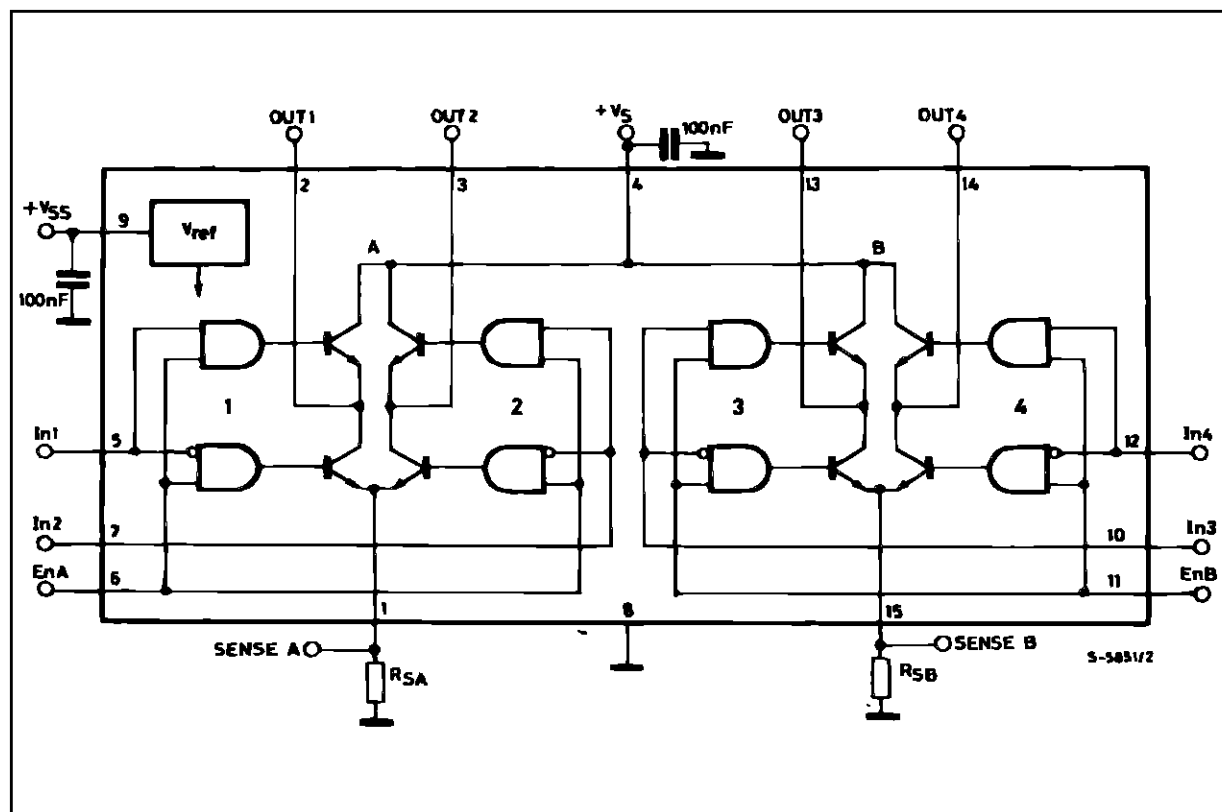 OUT1 OUT2 +VS 100nF OUT3 OUT4
2 3 4 13 14
+VSS 9 Vref
A B
100nF
1 2 3 4
In1 5 12 In4
In2 7 10 In3
EnA 6 11 EnB
1 8 15
SENSE A SENSE B
RSA RSB
S-5851/2